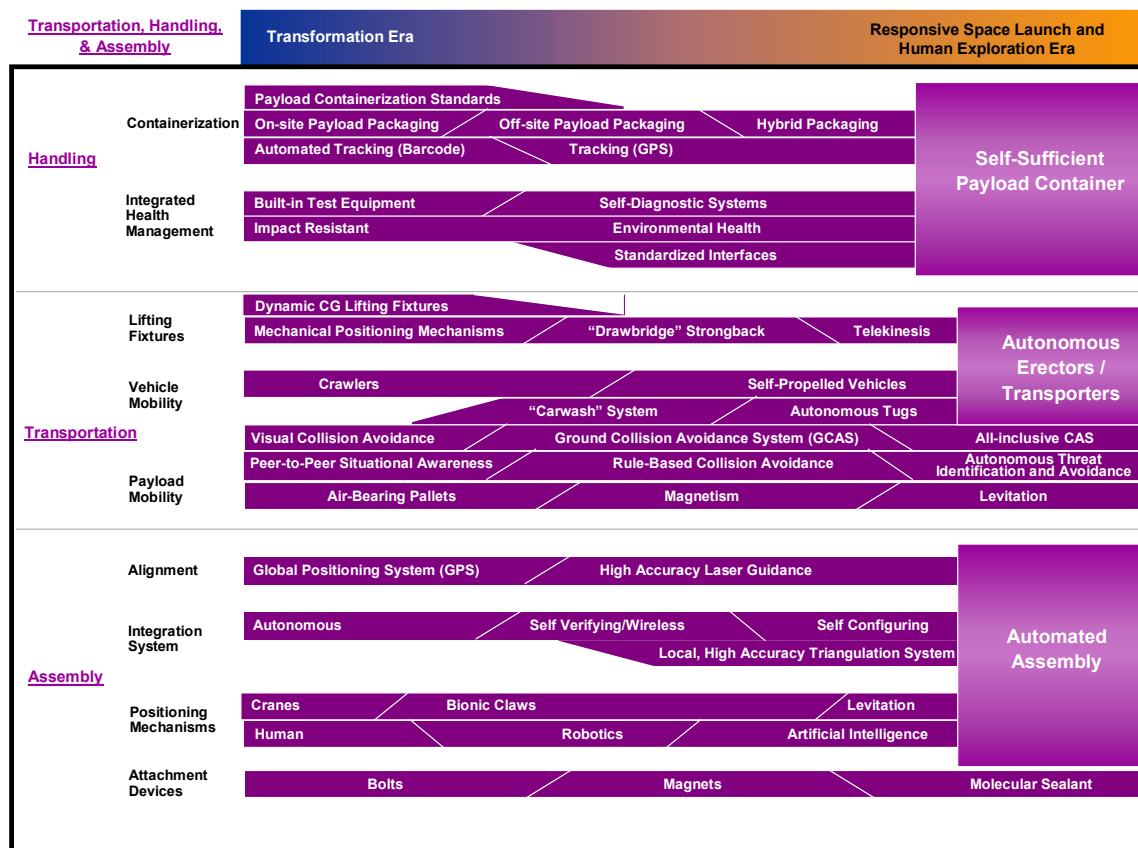 Transportation, Handling,
& Assembly
Transformation Era
Responsive Space Launch and
Human Exploration Era
Handling
Containerization
Payload Containerization Standards
On-site Payload Packaging
Off-site Payload Packaging
Hybrid Packaging
Automated Tracking (Barcode)
Tracking (GPS)
Integrated
Health
Management
Built-in Test Equipment
Self-Diagnostic Systems
Impact Resistant
Environmental Health
Standardized Interfaces
Self-Sufficient
Payload Container
Transportation
Lifting
Fixtures
Dynamic CG Lifting Fixtures
Mechanical Positioning Mechanisms
“Drawbridge” Strongback
Telekinesis
Vehicle
Mobility
Crawlers
Self-Propelled Vehicles
“Carwash” System
Autonomous Tugs
Autonomous
Erectors /
Transporters
Visual Collision Avoidance
Ground Collision Avoidance System (GCAS)
All-inclusive CAS
Payload
Mobility
Peer-to-Peer Situational Awareness
Rule-Based Collision Avoidance
Autonomous Threat
Identification and Avoidance
Air-Bearing Pallets
Magnetism
Levitation
Assembly
Alignment
Global Positioning System (GPS)
High Accuracy Laser Guidance
Integration
System
Autonomous
Self Verifying/Wireless
Self Configuring
Local, High Accuracy Triangulation System
Automated
Assembly
Positioning
Mechanisms
Cranes
Bionic Claws
Levitation
Human
Robotics
Artificial Intelligence
Attachment
Devices
Bolts
Magnets
Molecular Sealant